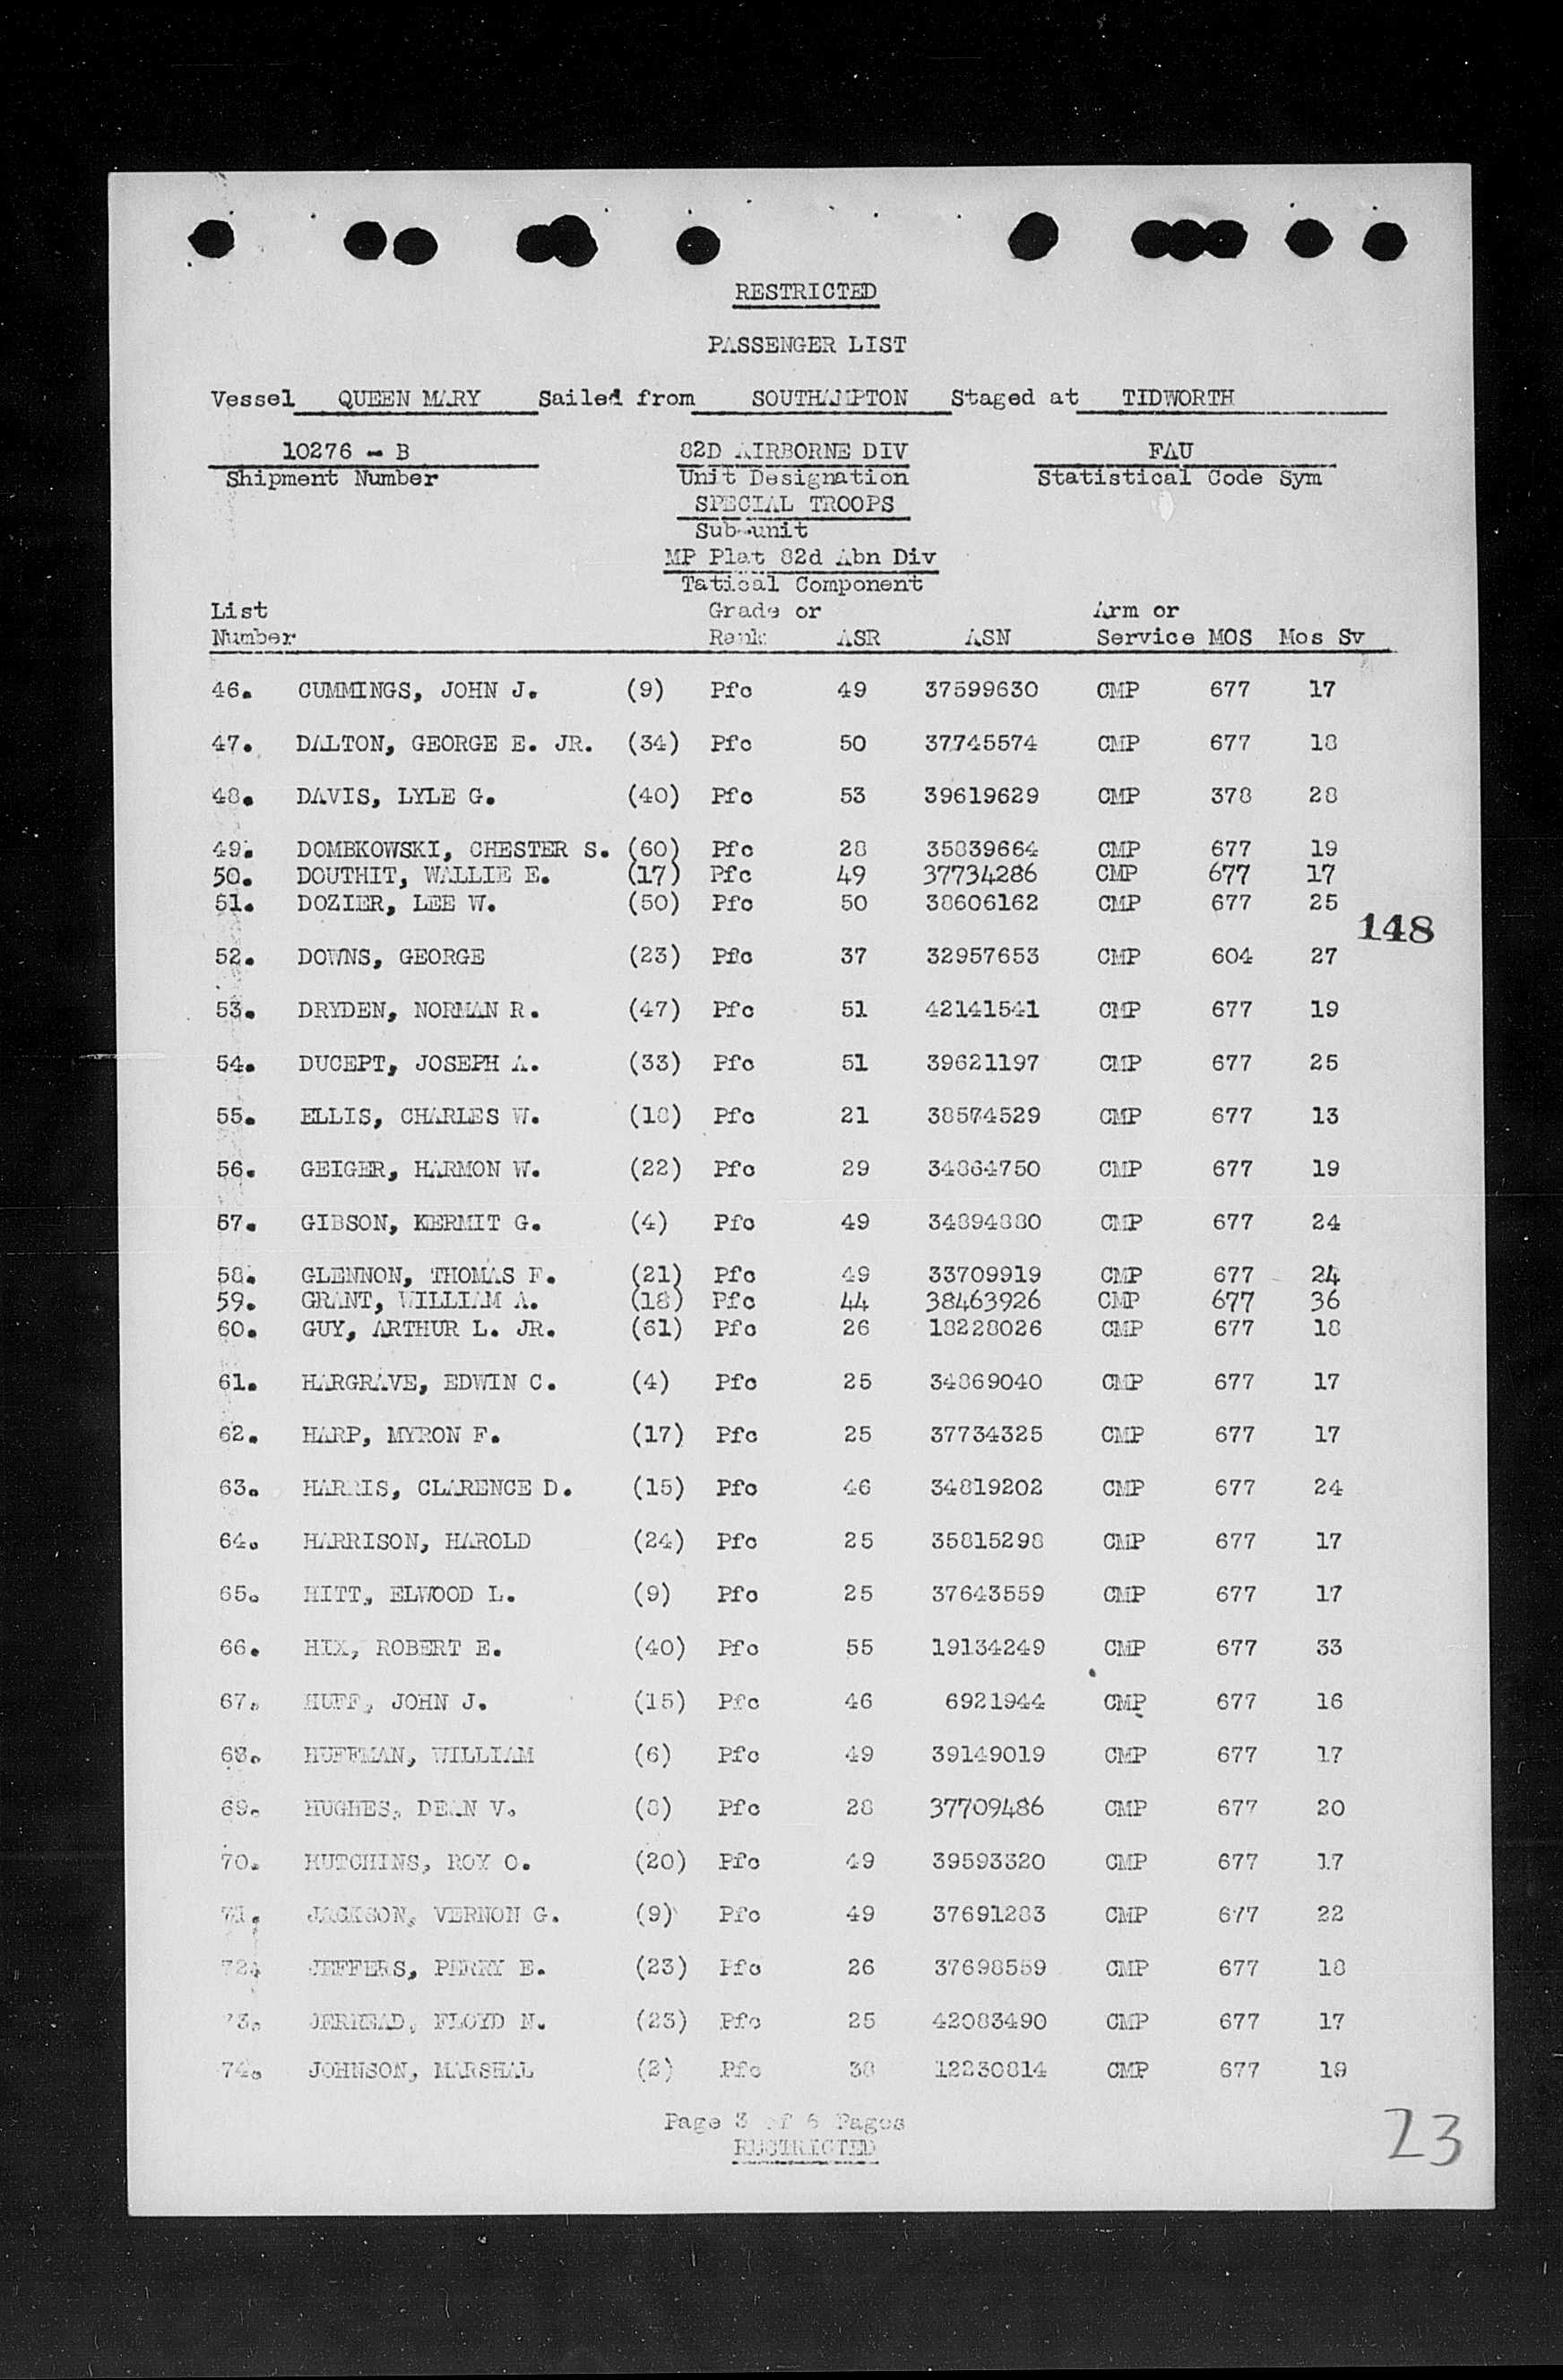 RESTRICTED
PASSENGER LIST
Vessel QUEEN MARY Sailed from SOUTHAMPTON Staged at TIDWORTH
10276 - B 82D AIRBORNE DIV FAU
Shipment Number Unit Designation Statistical Code Sym
SPECIAL TROOPS
Sub-unit
MP Plat 82d Abn Div
Tatical Component
List Grade or Arm or
Number Rank ASR ASN Service MOS Mos Sv
46. CUMMINGS, JOHN J. (9) Pfc 49 37599630 CMP 677 17
47. DALTON, GEORGE E. JR. (34) Pfc 50 37745574 CMP 677 18
48. DAVIS, LYLE G. (40) Pfc 53 39619629 CMP 378 28
49. DOMBKOWSKI, CHESTER S. (60) Pfc 28 35839664 CMP 677 19
50. DOUTHIT, WALLIE E. (17) Pfc 49 37734286 CMP 677 17
51. DOZIER, LEE W. (50) Pfc 50 38606162 CMP 677 25
148
52. DOWNS, GEORGE (23) Pfc 37 32957653 CMP 604 27
53. DRYDEN, NORMAN R. (47) Pfc 51 42141541 CMP 677 19
54. DUCEPT, JOSEPH A. (33) Pfc 51 39621197 CMP 677 25
55. ELLIS, CHARLES W. (18) Pfc 21 38574529 CMP 677 13
56. GEIGER, HARMON W. (22) Pfc 29 34864750 CMP 677 19
57. GIBSON, KERMIT G. (4) Pfc 49 34894880 CMP 677 24
58. GLENNON, THOMAS F. (21) Pfc 49 33709919 CMP 677 24
59. GRANT, WILLIAM A. (18) Pfc 44 38463926 CMP 677 36
60. GUY, ARTHUR L. JR. (61) Pfc 26 18228026 CMP 677 18
61. HARGRAVE, EDWIN C. (4) Pfc 25 34869040 CMP 677 17
62. HARP, MYRON F. (17) Pfc 25 37734325 CMP 677 17
63. HARRIS, CLARENCE D. (15) Pfc 46 34819202 CMP 677 24
64. HARRISON, HAROLD (24) Pfc 25 35815298 CMP 677 17
65. HITT, ELWOOD L. (9) Pfc 25 37643559 CMP 677 17
66. HIX, ROBERT E. (40) Pfc 55 19134249 CMP 677 33
67. HUFF, JOHN J. (15) Pfc 46 6921944 CMP 677 16
68. HUFFMAN, WILLIAM (6) Pfc 49 39149019 CMP 677 17
69. HUGHES, DEAN V. (8) Pfc 28 37709486 CMP 677 20
70. HUTCHINS, ROY O. (20) Pfc 49 39593320 CMP 677 17
71. JACKSON, VERNON G. (9) Pfc 49 37691283 CMP 677 22
72. JEFFERS, PERRY E. (23) Pfc 26 37698559 CMP 677 18
73. FLOYD N. (23) Pfc 25 42083490 CMP 677 17
74. JOHNSON, MARSHAL (2) Pfc 38 12230814 CMP 677 19
Page 3 of 6 Pages
RESTRICTED
23